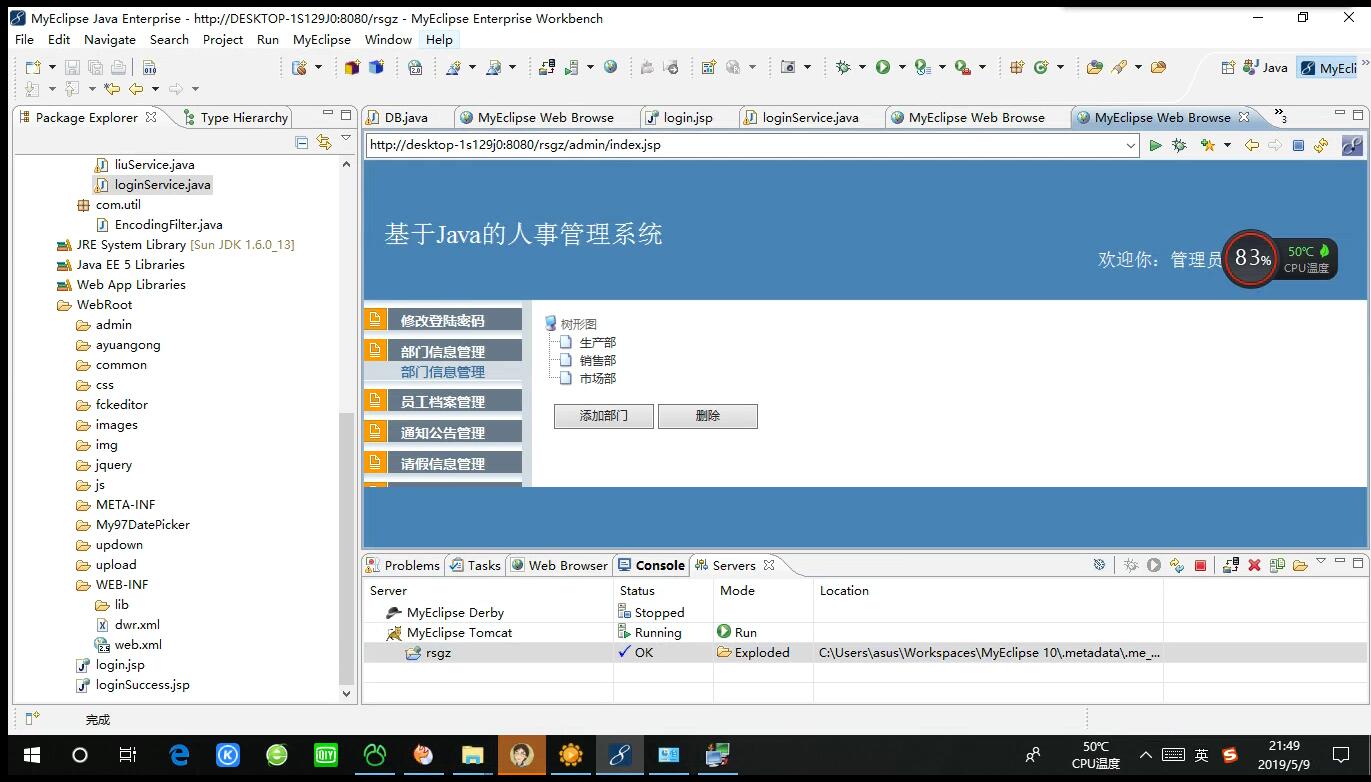 MyEclipse Java Enterprise - http://DESKTOP-1S129J0:8080/rsgz - MyEclipse Enterprise Workbench
File Edit Navigate Search Project Run MyEclipse Window Help
Java MyEcli
Package Explorer Type Hierarchy
DB.java MyEclipse Web Browse login.jsp loginService.java MyEclipse Web Browse MyEclipse Web Browse 3
http://desktop-1s129j0:8080/rsgz/admin/index.jsp
liuService.java
loginService.java
com.util
EncodingFilter.java
JRE System Library [Sun JDK 1.6.0_13]
Java EE 5 Libraries
Web App Libraries
WebRoot
admin
ayuangong
common
css
fckeditor
images
img
jquery
js
META-INF
My97DatePicker
updown
upload
WEB-INF
lib
dwr.xml
web.xml
login.jsp
loginSuccess.jsp
基于Java的人事管理系统
欢迎你：管理员
83%
50℃
CPU温度
修改登陆密码
部门信息管理
部门信息管理
员工档案管理
通知公告管理
请假信息管理
树形图
生产部
销售部
市场部
添加部门 删除
Problems Tasks Web Browser Console Servers
Server Status Mode Location
MyEclipse Derby Stopped
MyEclipse Tomcat Running Run
rsgz OK Exploded C:\Users\asus\Workspaces\MyEclipse 10\.metadata\.me_...
完成
DIY
50℃
CPU温度
英
21:49
2019/5/9